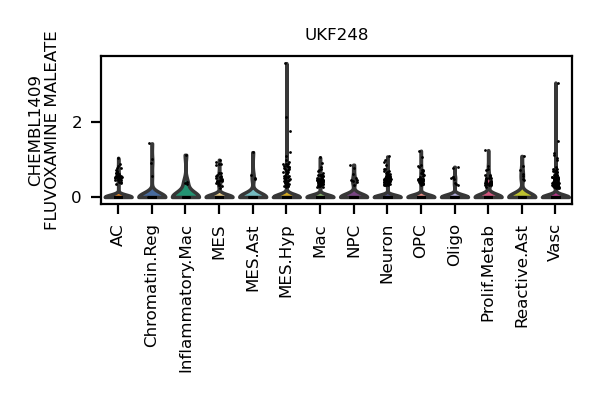 UKF248
CHEMBL1409
FLUVOXAMINE MALEATE
2
0
AC
Chromatin.Reg
Inflammatory.Mac
MES
MES.Ast
MES.Hyp
Mac
NPC
Neuron
OPC
Oligo
Prolif.Metab
Reactive.Ast
Vasc